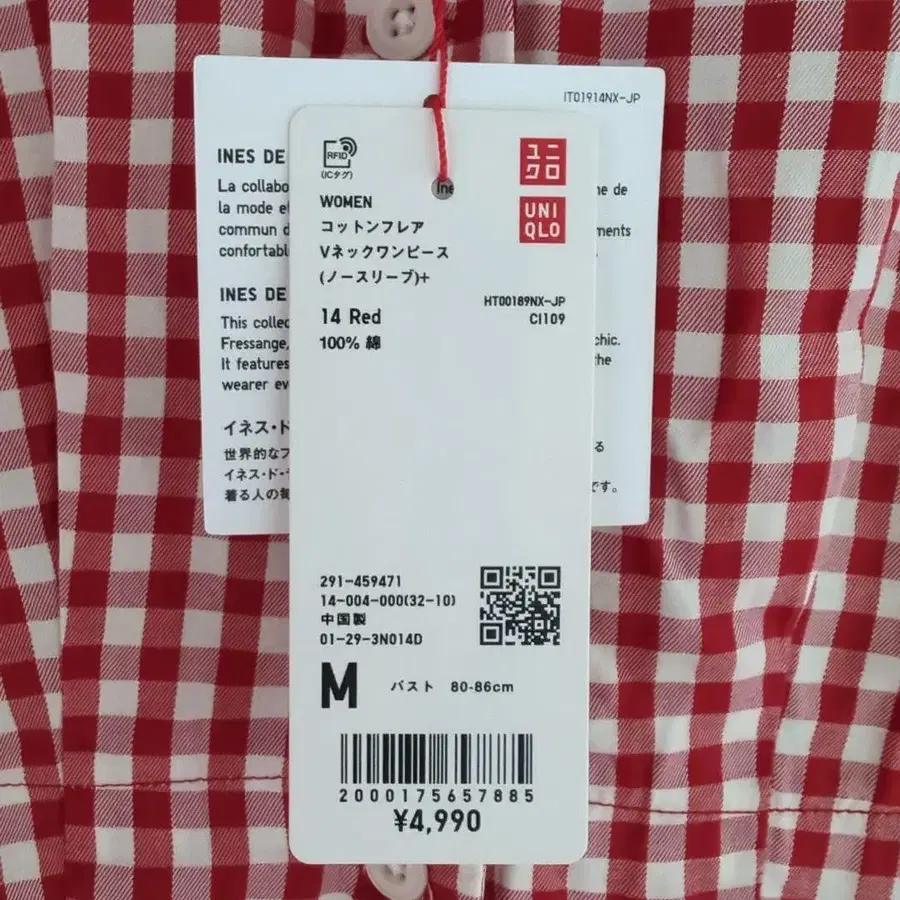 IT01914NX-JP
INES DE
La collabo
la mode e
commun d
confortabl
ne de
ments
INES DE
This collec
Fressange,
It features
wearer ev
chic.
the
イネス・ド
世界的なフ
イネス・ド・
着る人の毎
る
です。
RFID
(ICタグ)
Ine
ユニ
クロ
UNI
QLO
WOMEN
コットンフレア
Vネックワンピース
(ノースリーブ)+
HT00189NX-JP
14 Red
CI109
100% 綿
291-459471
14-004-000(32-10)
中国製
01-29-3N014D
M バスト 80-86cm
2000175657885
¥4,990